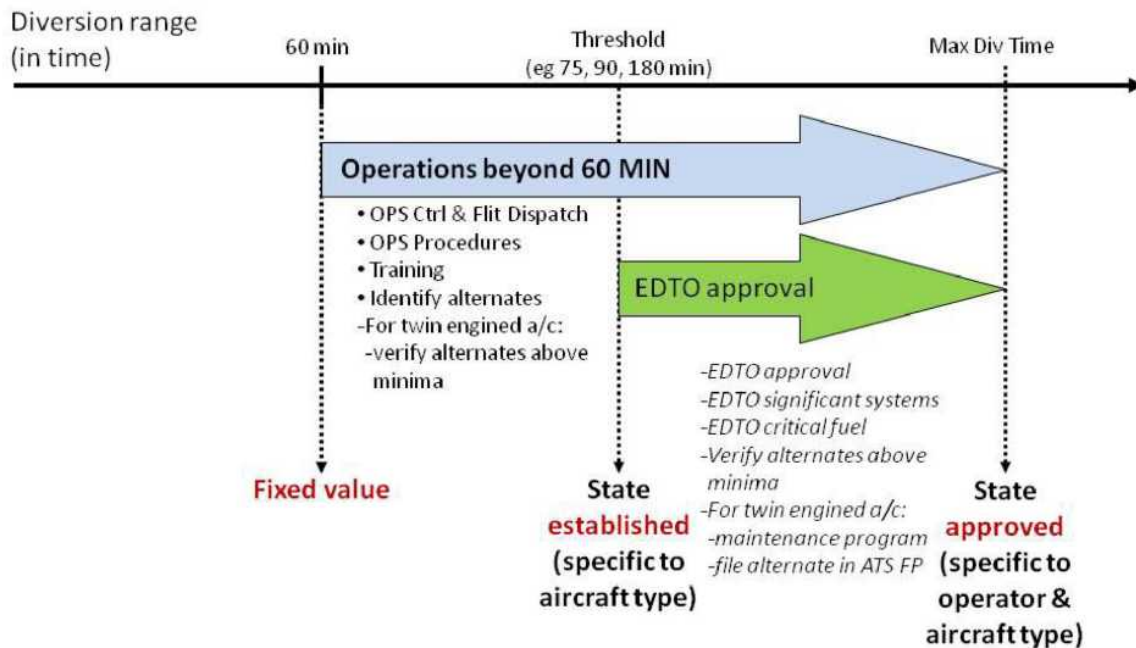 Diversion range
(in time)
60 min
Threshold
(eg 75, 90, 180 min)
Max Div Time
Operations beyond 60 MIN
• OPS Ctrl & Flit Dispatch
• OPS Procedures
• Training
• Identify alternates
-For twin engined a/c:
-verify alternates above
minima
EDTO approval
-EDTO approval
-EDTO significant systems
-EDTO critical fuel
-Verify alternates above
minima
-For twin engined a/c:
-maintenance program
-file alternate in ATS FP
Fixed value
State
established
(specific to
aircraft type)
State
approved
(specific to
operator &
aircraft type)